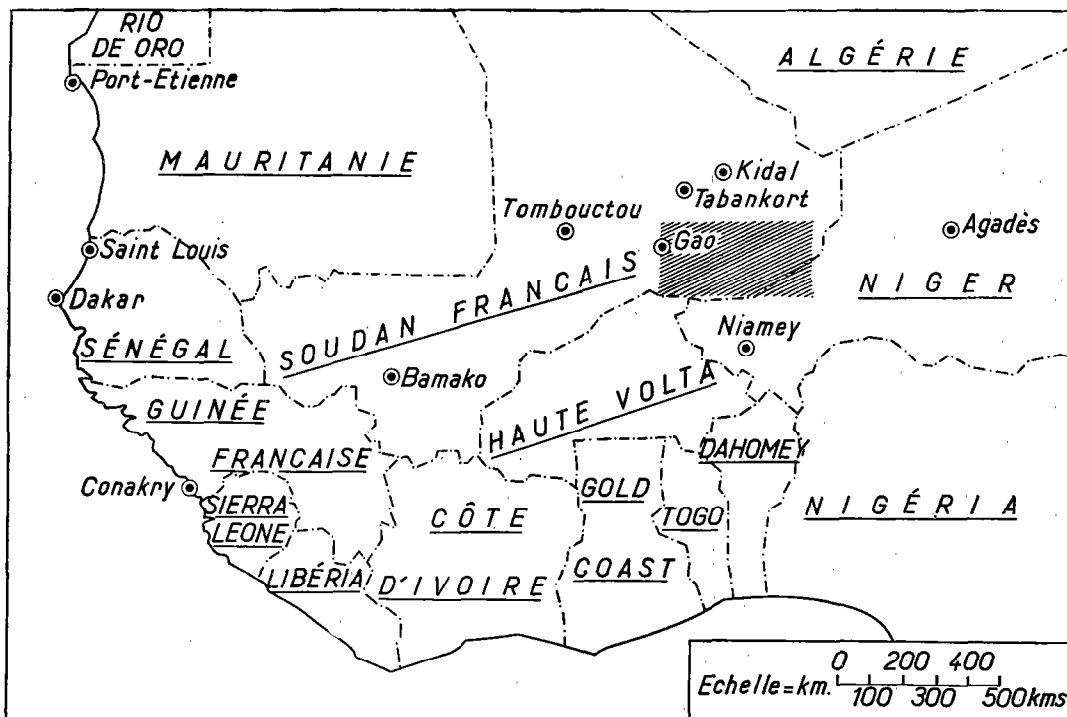 RIO
DE ORO
Port-Etienne
ALGÉRIE
MAURITANIE
Kidal
Tabankort
Tombouctou
Gao
Agadès
Saint Louis
Dakar
SOUDAN FRANCAIS
NIGER
Niamey
SÉNÉGAL
Bamako
GUINÉE
FRANCAISE
HAUTE VOLTA
DAHOMEY
Conakry
SIERRA
LEONE
CÔTE
D'IVOIRE
GOLD
COAST
TOGO
NIGÉRIA
LIBÉRIA
0 200 400
Echelle=km.
100 300 500kms